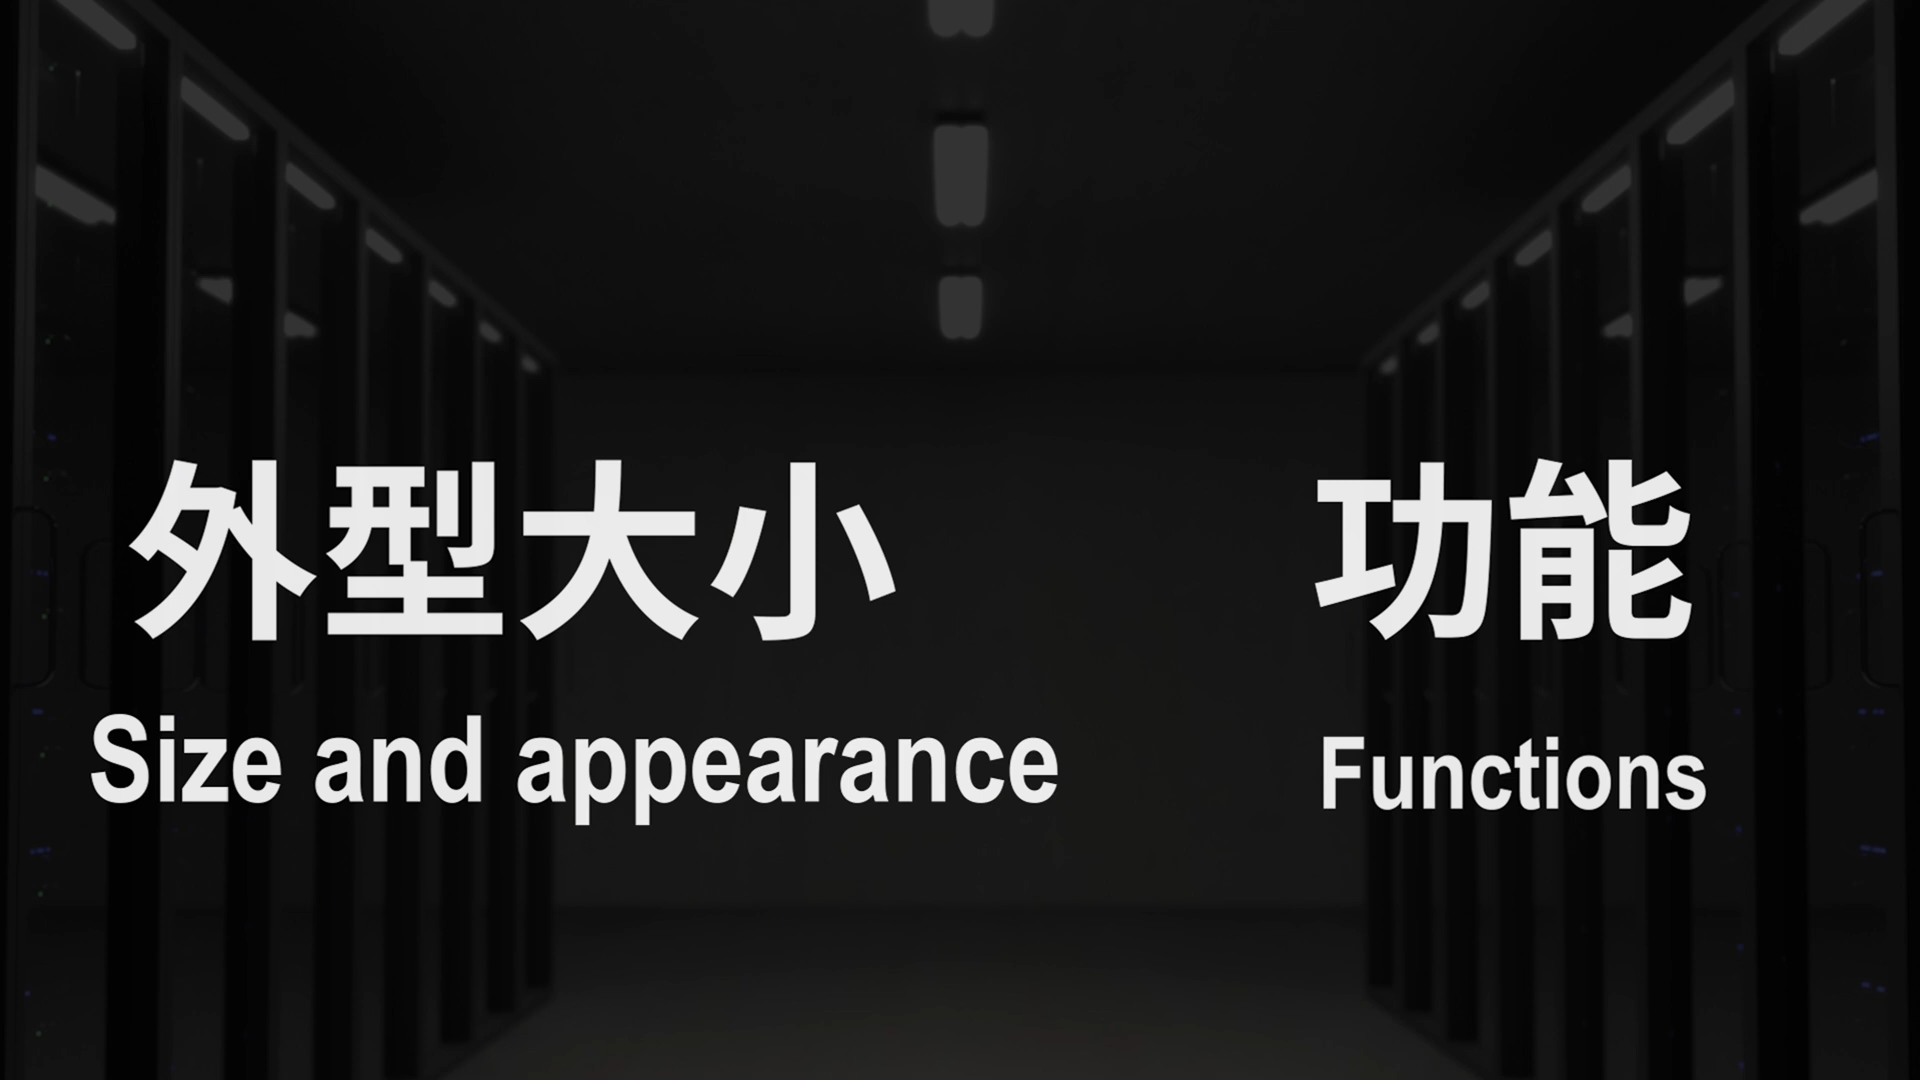 外型大小
Size and appearance
功能
Functions